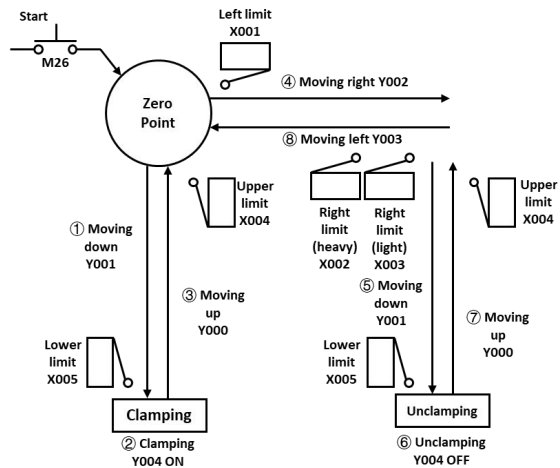 Start
M26
Zero
Point
Left limit
X001
④ Moving right Y002
⑧ Moving left Y003
① Moving
down
Y001
Upper
limit
X004
③ Moving
up
Y000
Lower
limit
X005
Clamping
② Clamping
Y004 ON
Right
limit
(heavy)
X002
Right
limit
(light)
X003
⑤ Moving
down
Y001
Upper
limit
X004
⑦ Moving
up
Y000
Lower
limit
X005
Unclamping
⑥ Unclamping
Y004 OFF